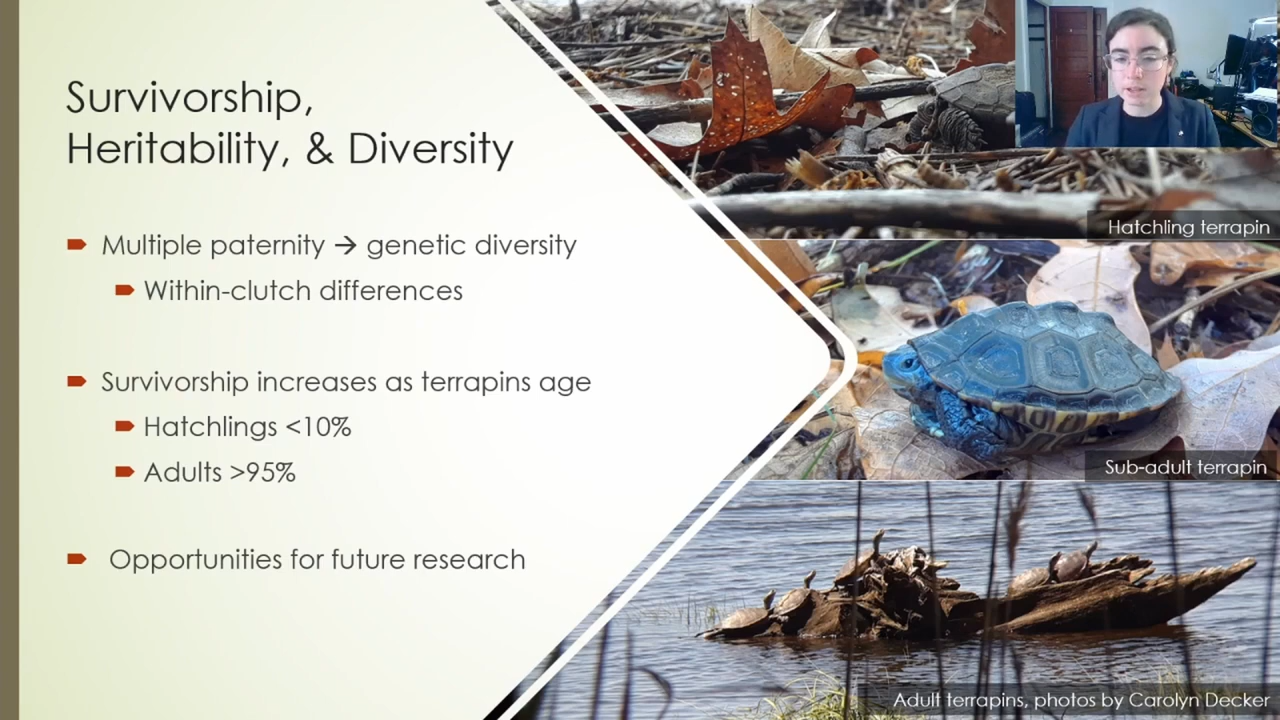 Survivorship,
Heritability, & Diversity
Multiple paternity → genetic diversity
Within-clutch differences
Survivorship increases as terrapins age
Hatchlings <10%
Adults >95%
Opportunities for future research
Hatchling terrapin
Sub-adult terrapin
Adult terrapins, photos by Carolyn Decker